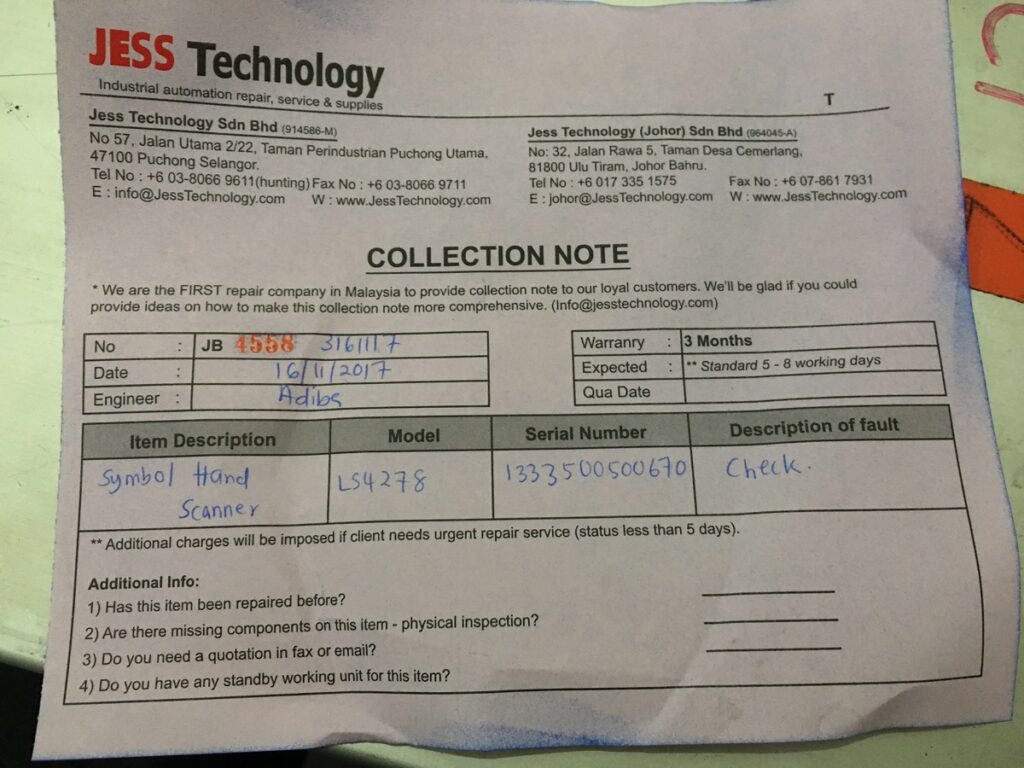 JESS Technology
Industrial automation repair, service & supplies
T
Jess Technology Sdn Bhd (914586-M)
No 57, Jalan Utama 2/22, Taman Perindustrian Puchong Utama,
47100 Puchong Selangor.
Tel No : +6 03-8066 9611(hunting) Fax No : +6 03-8066 9711
E : info@JessTechnology.com W : www.JessTechnology.com
Jess Technology (Johor) Sdn Bhd (964045-A)
No: 32, Jalan Rawa 5, Taman Desa Cemerlang,
81800 Ulu Tiram, Johor Bahru.
Tel No : +6 017 335 1575 Fax No : +6 07-861 7931
E : johor@JessTechnology.com W : www.JessTechnology.com
COLLECTION NOTE
* We are the FIRST repair company in Malaysia to provide collection note to our loyal customers. We'll be glad if you could
provide ideas on how to make this collection note more comprehensive. (Info@jesstechnology.com)
No : JB 4558 3161117
Date : 16/11/2017
Engineer : Adibs
Warranry : 3 Months
Expected : ** Standard 5 - 8 working days
Qua Date
Item Description Model Serial Number Description of fault
Symbol Hand LS4278 1333500500670 Check.
Scanner
** Additional charges will be imposed if client needs urgent repair service (status less than 5 days).
Additional Info:
1) Has this item been repaired before?
2) Are there missing components on this item - physical inspection?
3) Do you need a quotation in fax or email?
4) Do you have any standby working unit for this item?